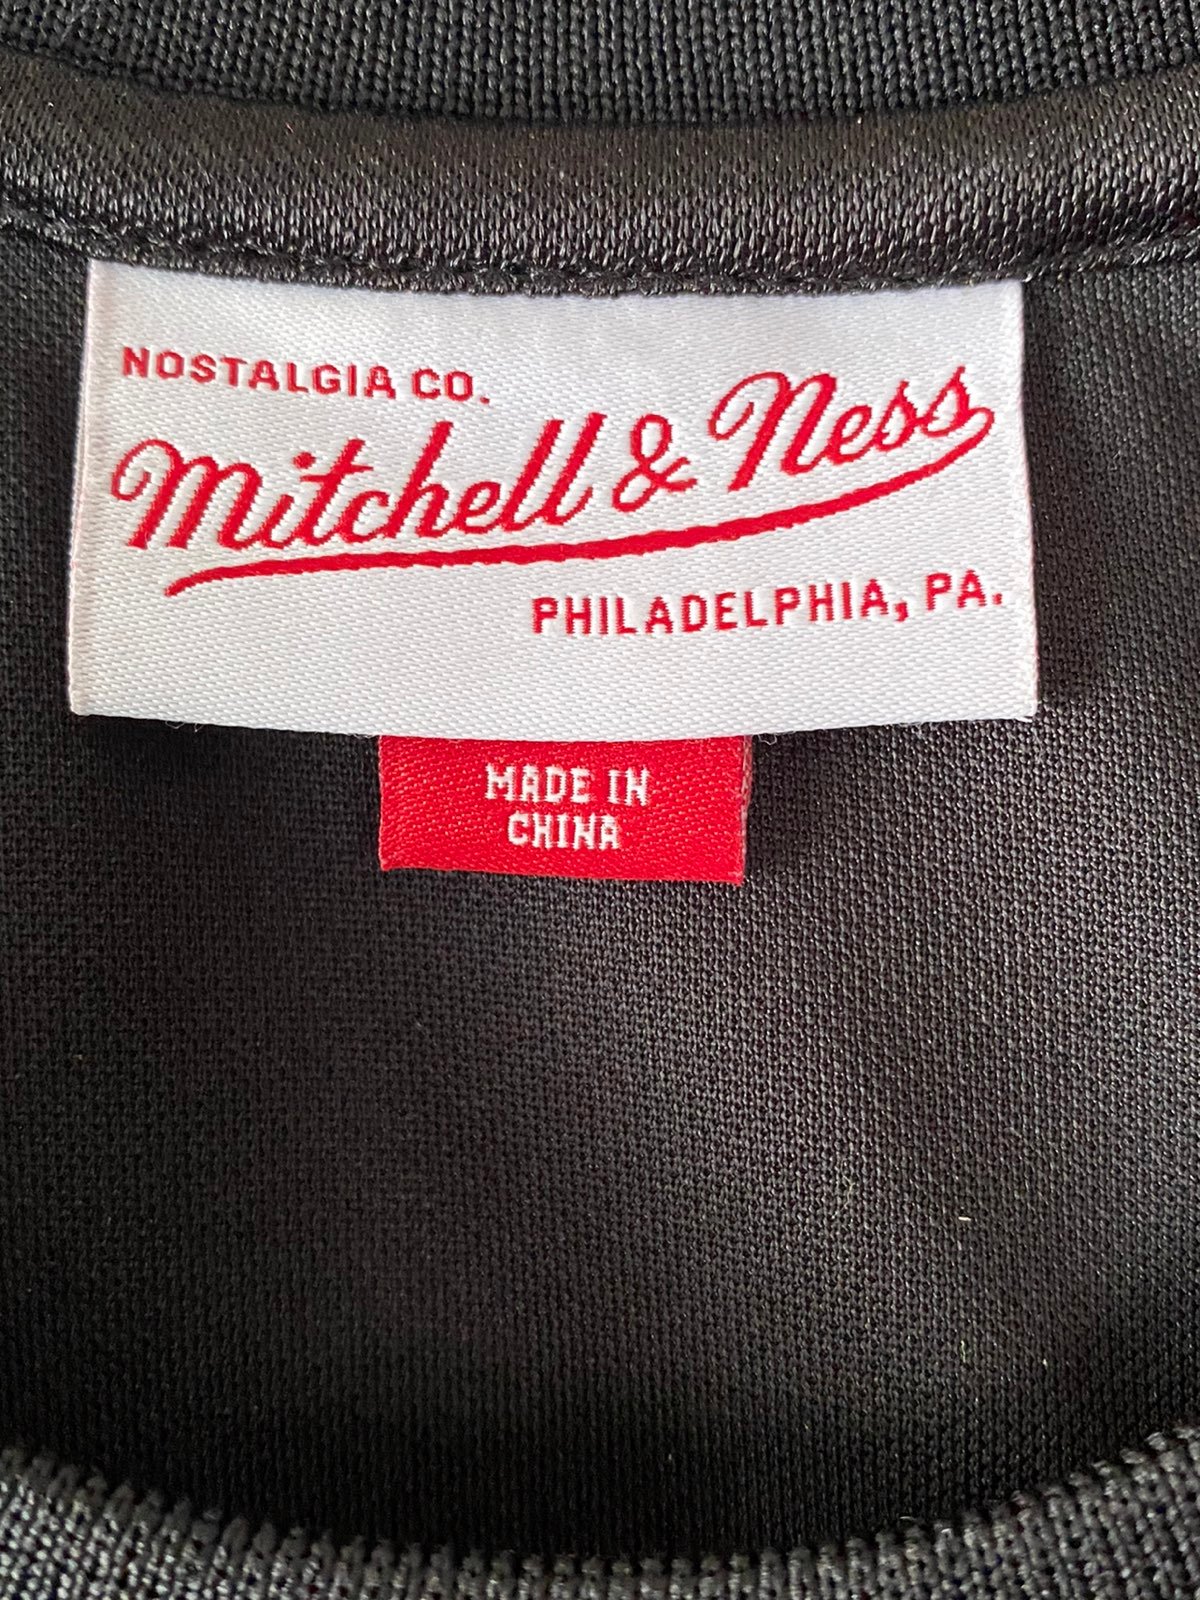 NOSTALGIA CO.
Mitchell & Ness
PHILADELPHIA, PA.
MADE IN
CHINA